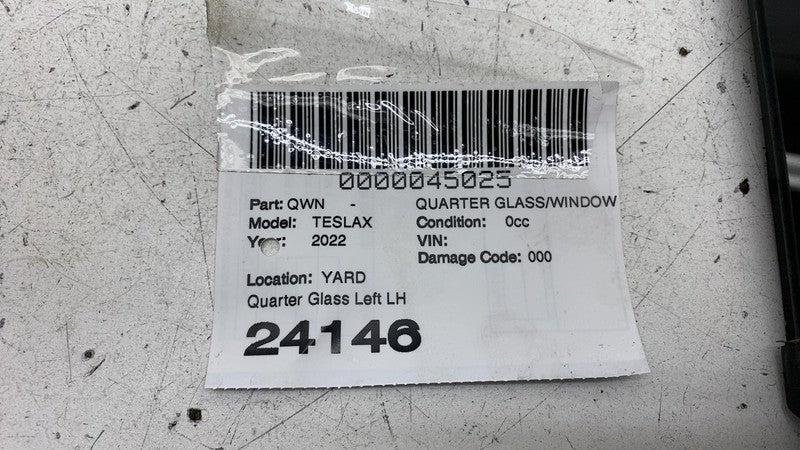 0000045025
Part: QWN - QUARTER GLASS/WINDOW
Model: TESLAX Condition: 0cc
2022 VIN:
Damage Code: 000
Location: YARD
Quarter Glass Left LH
24146